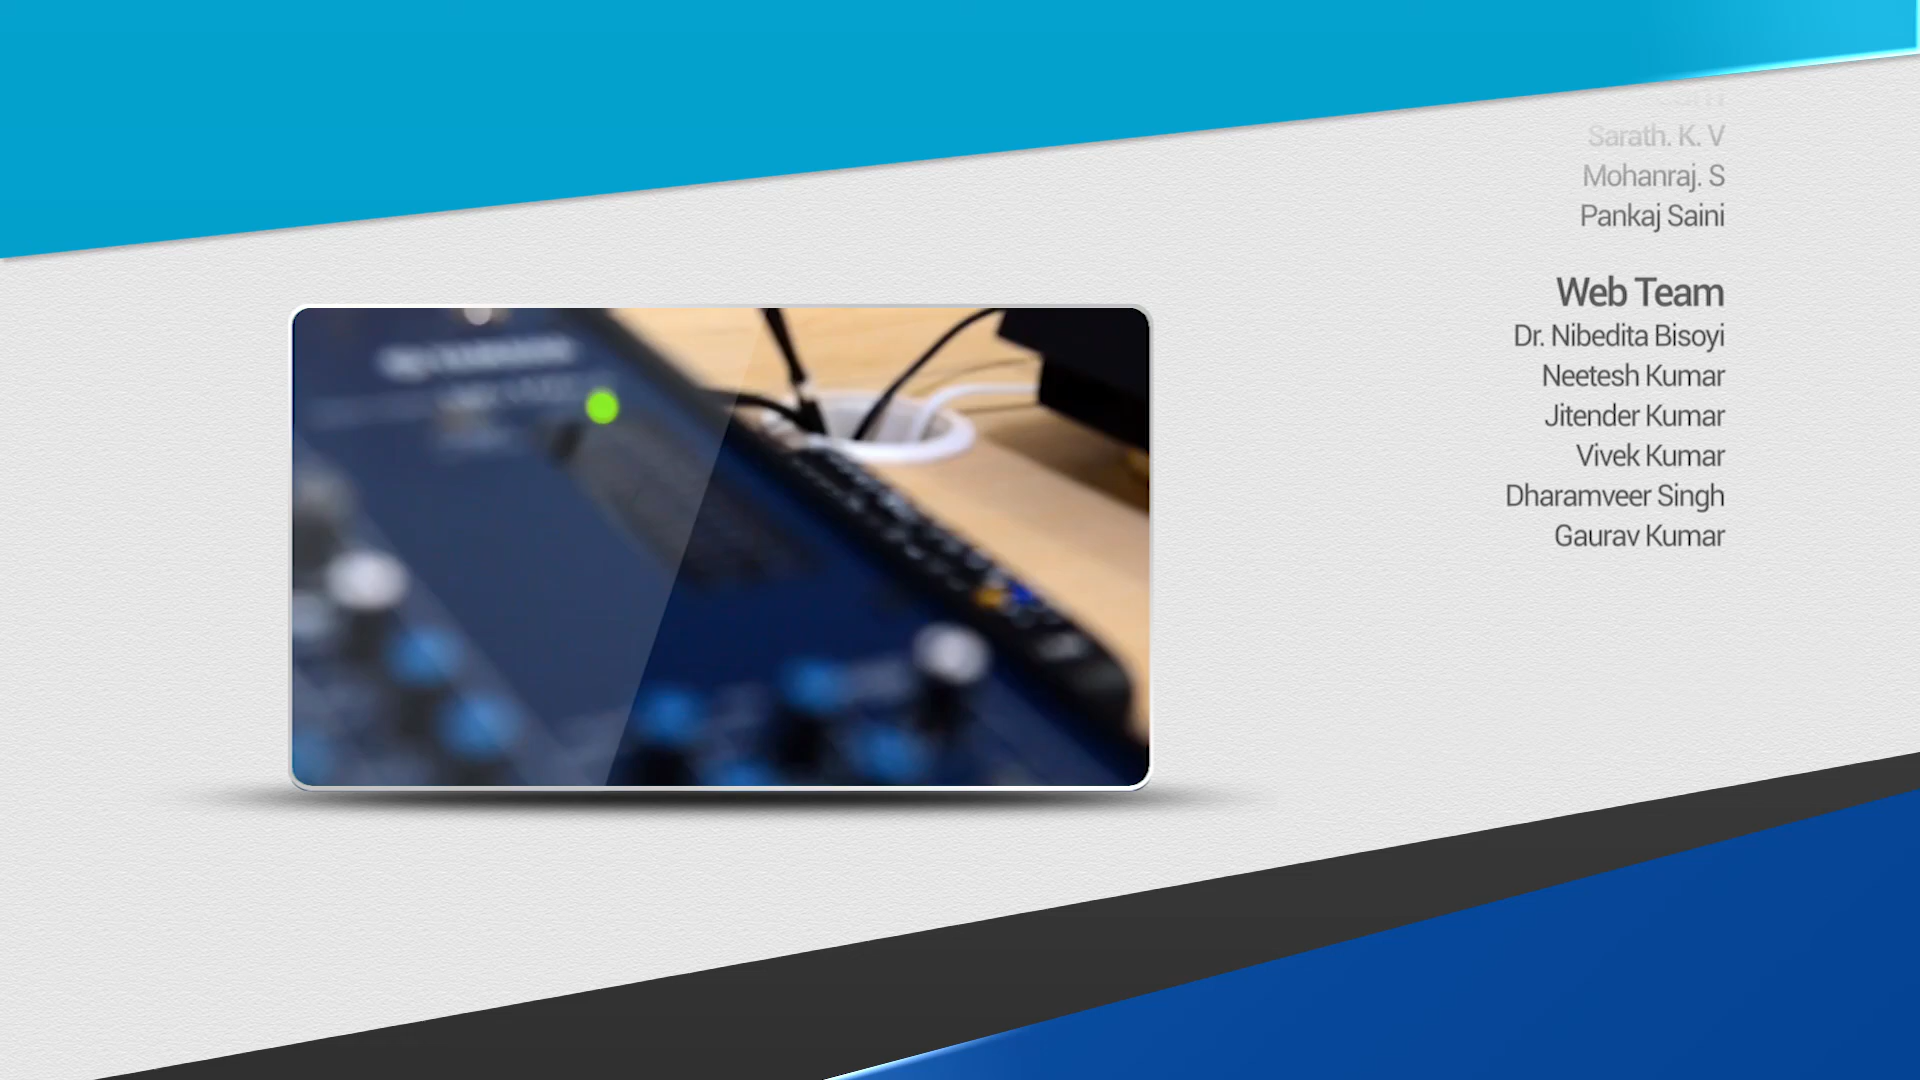 Sarath. K. V
Mohanraj. S
Pankaj Saini
Web Team
Dr. Nibedita Bisoyi
Neetesh Kumar
Jitender Kumar
Vivek Kumar
Dharamveer Singh
Gaurav Kumar